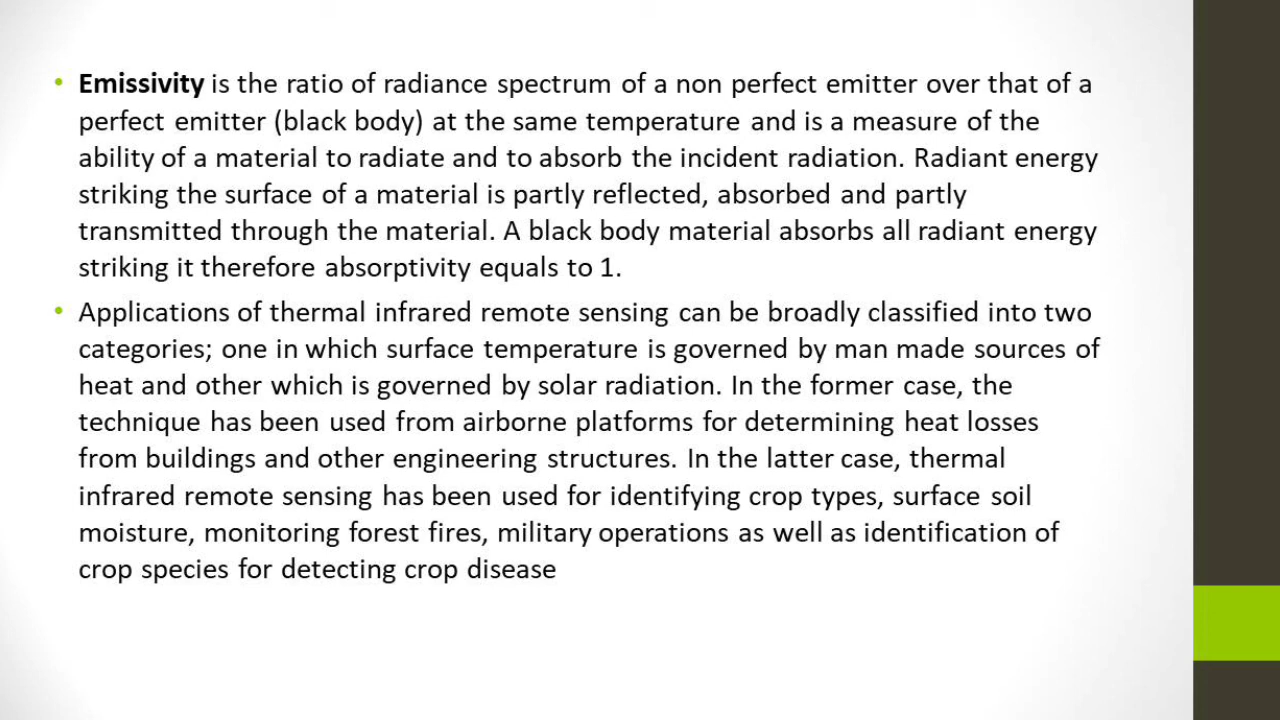 • Emissivity is the ratio of radiance spectrum of a non perfect emitter over that of a
perfect emitter (black body) at the same temperature and is a measure of the
ability of a material to radiate and to absorb the incident radiation. Radiant energy
striking the surface of a material is partly reflected, absorbed and partly
transmitted through the material. A black body material absorbs all radiant energy
striking it therefore absorptivity equals to 1.
• Applications of thermal infrared remote sensing can be broadly classified into two
categories; one in which surface temperature is governed by man made sources of
heat and other which is governed by solar radiation. In the former case, the
technique has been used from airborne platforms for determining heat losses
from buildings and other engineering structures. In the latter case, thermal
infrared remote sensing has been used for identifying crop types, surface soil
moisture, monitoring forest fires, military operations as well as identification of
crop species for detecting crop disease